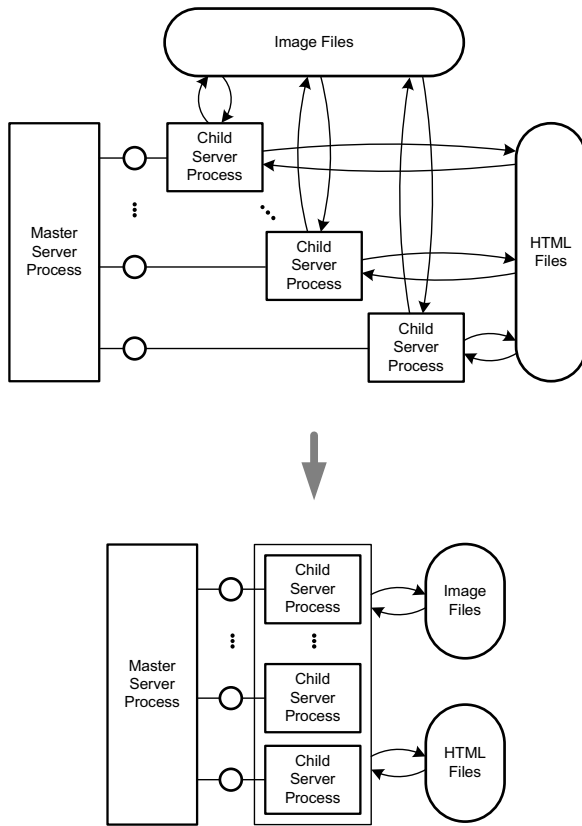 Image Files
Child
Server
Process
Master
Server
Process
Child
Server
Process
HTML
Files
Child
Server
Process
Child
Server
Process
Image
Files
Master
Server
Process
Child
Server
Process
Child
Server
Process
HTML
Files